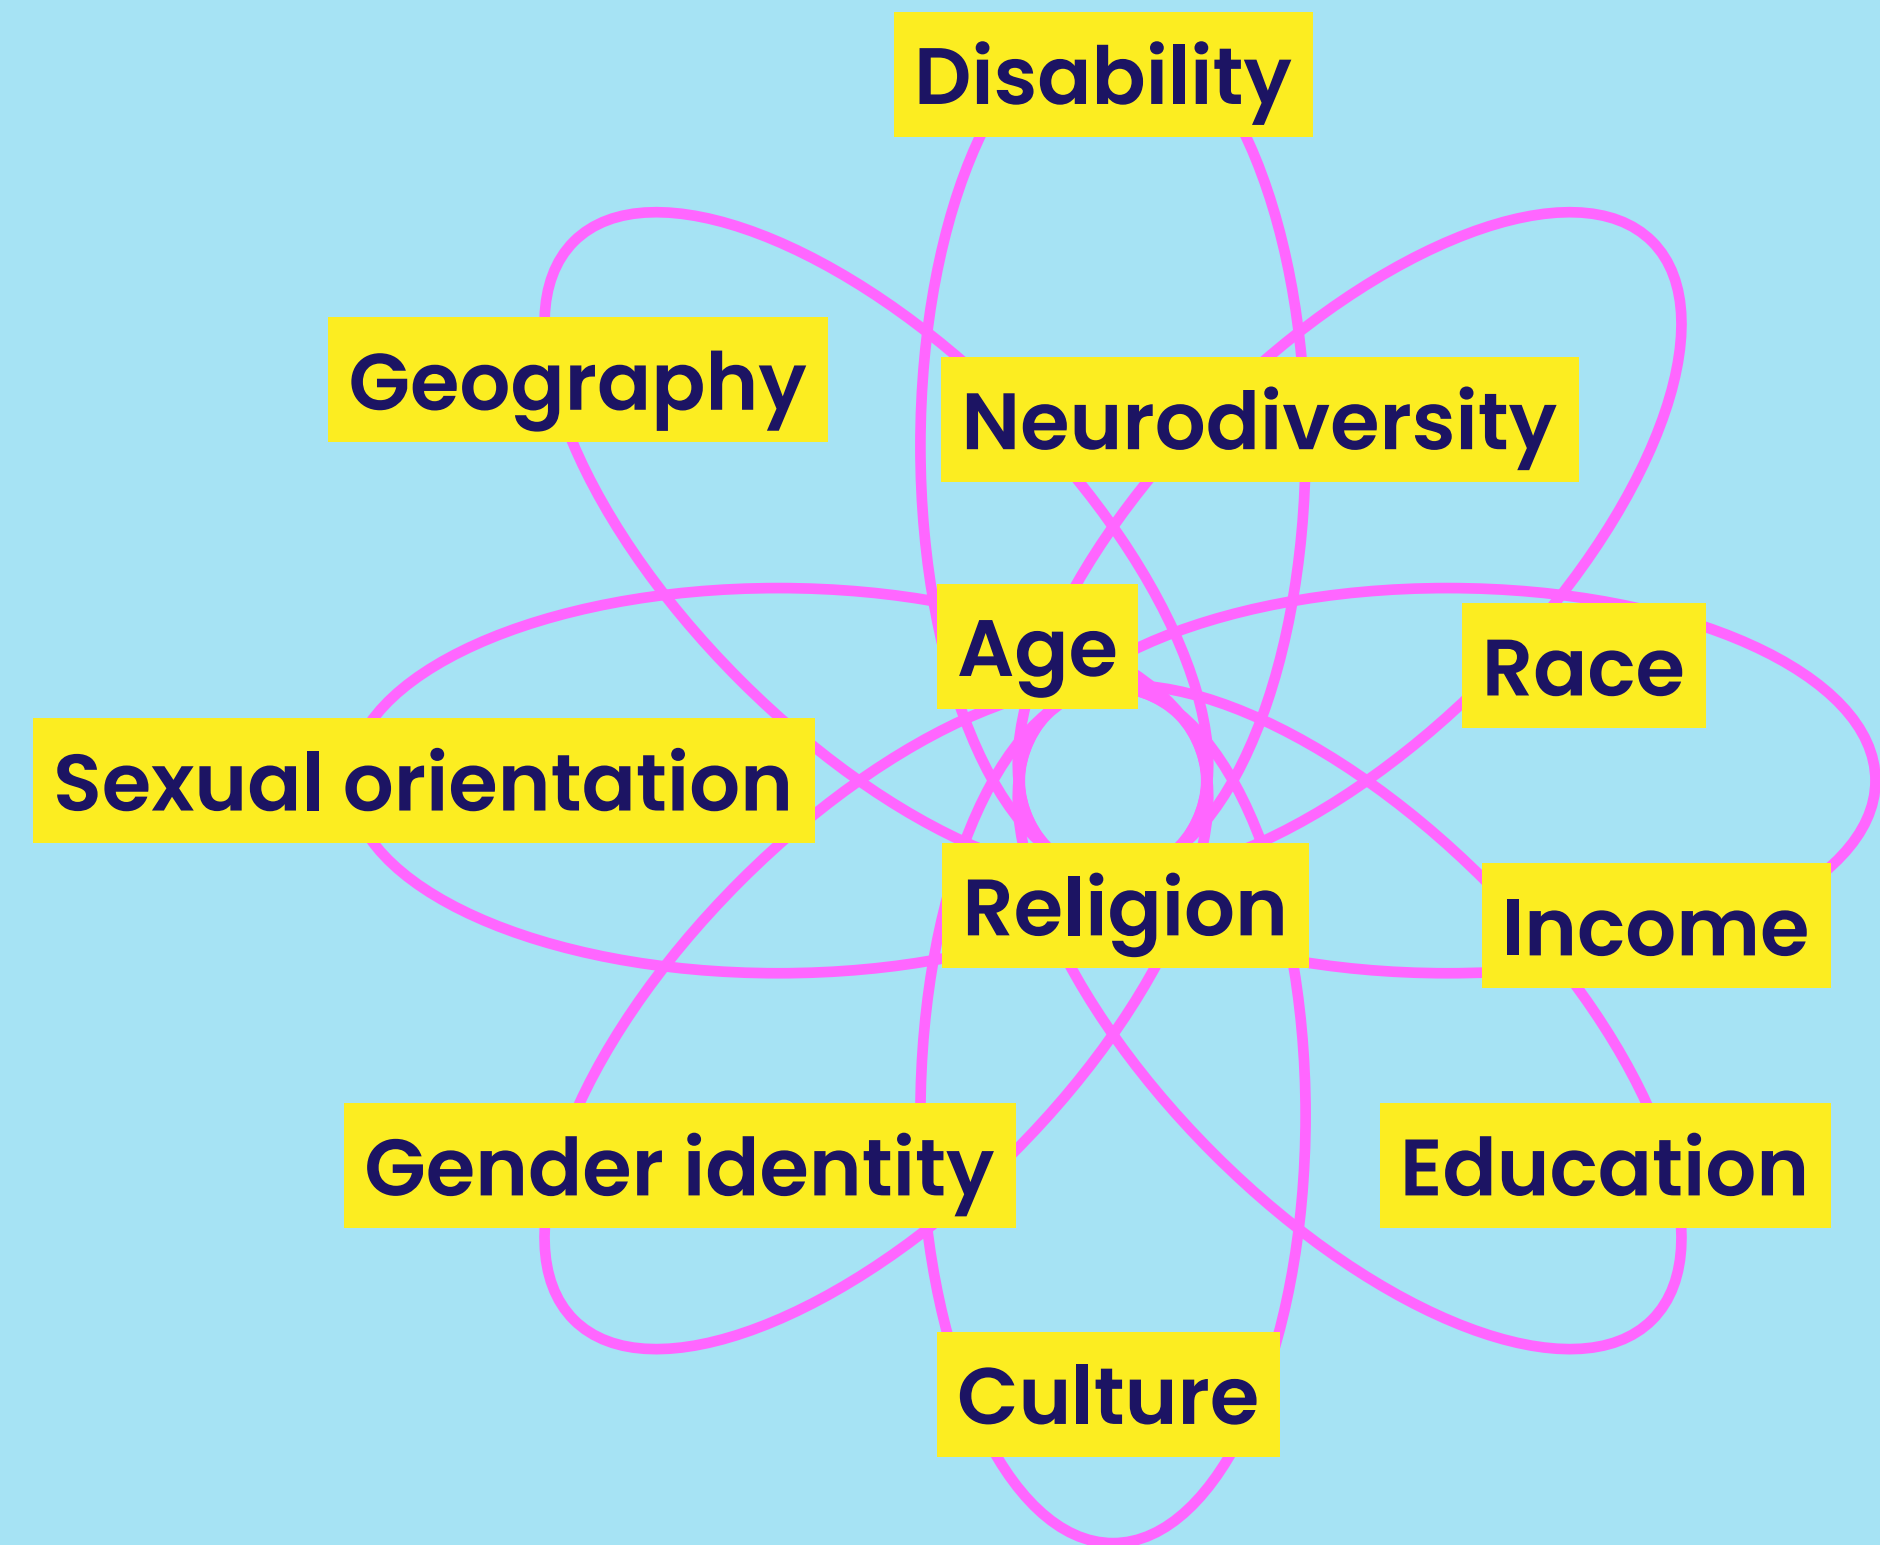 Disability
Geography
Neurodiversity
Age
Race
Sexual orientation
Religion
Income
Gender identity
Education
Culture